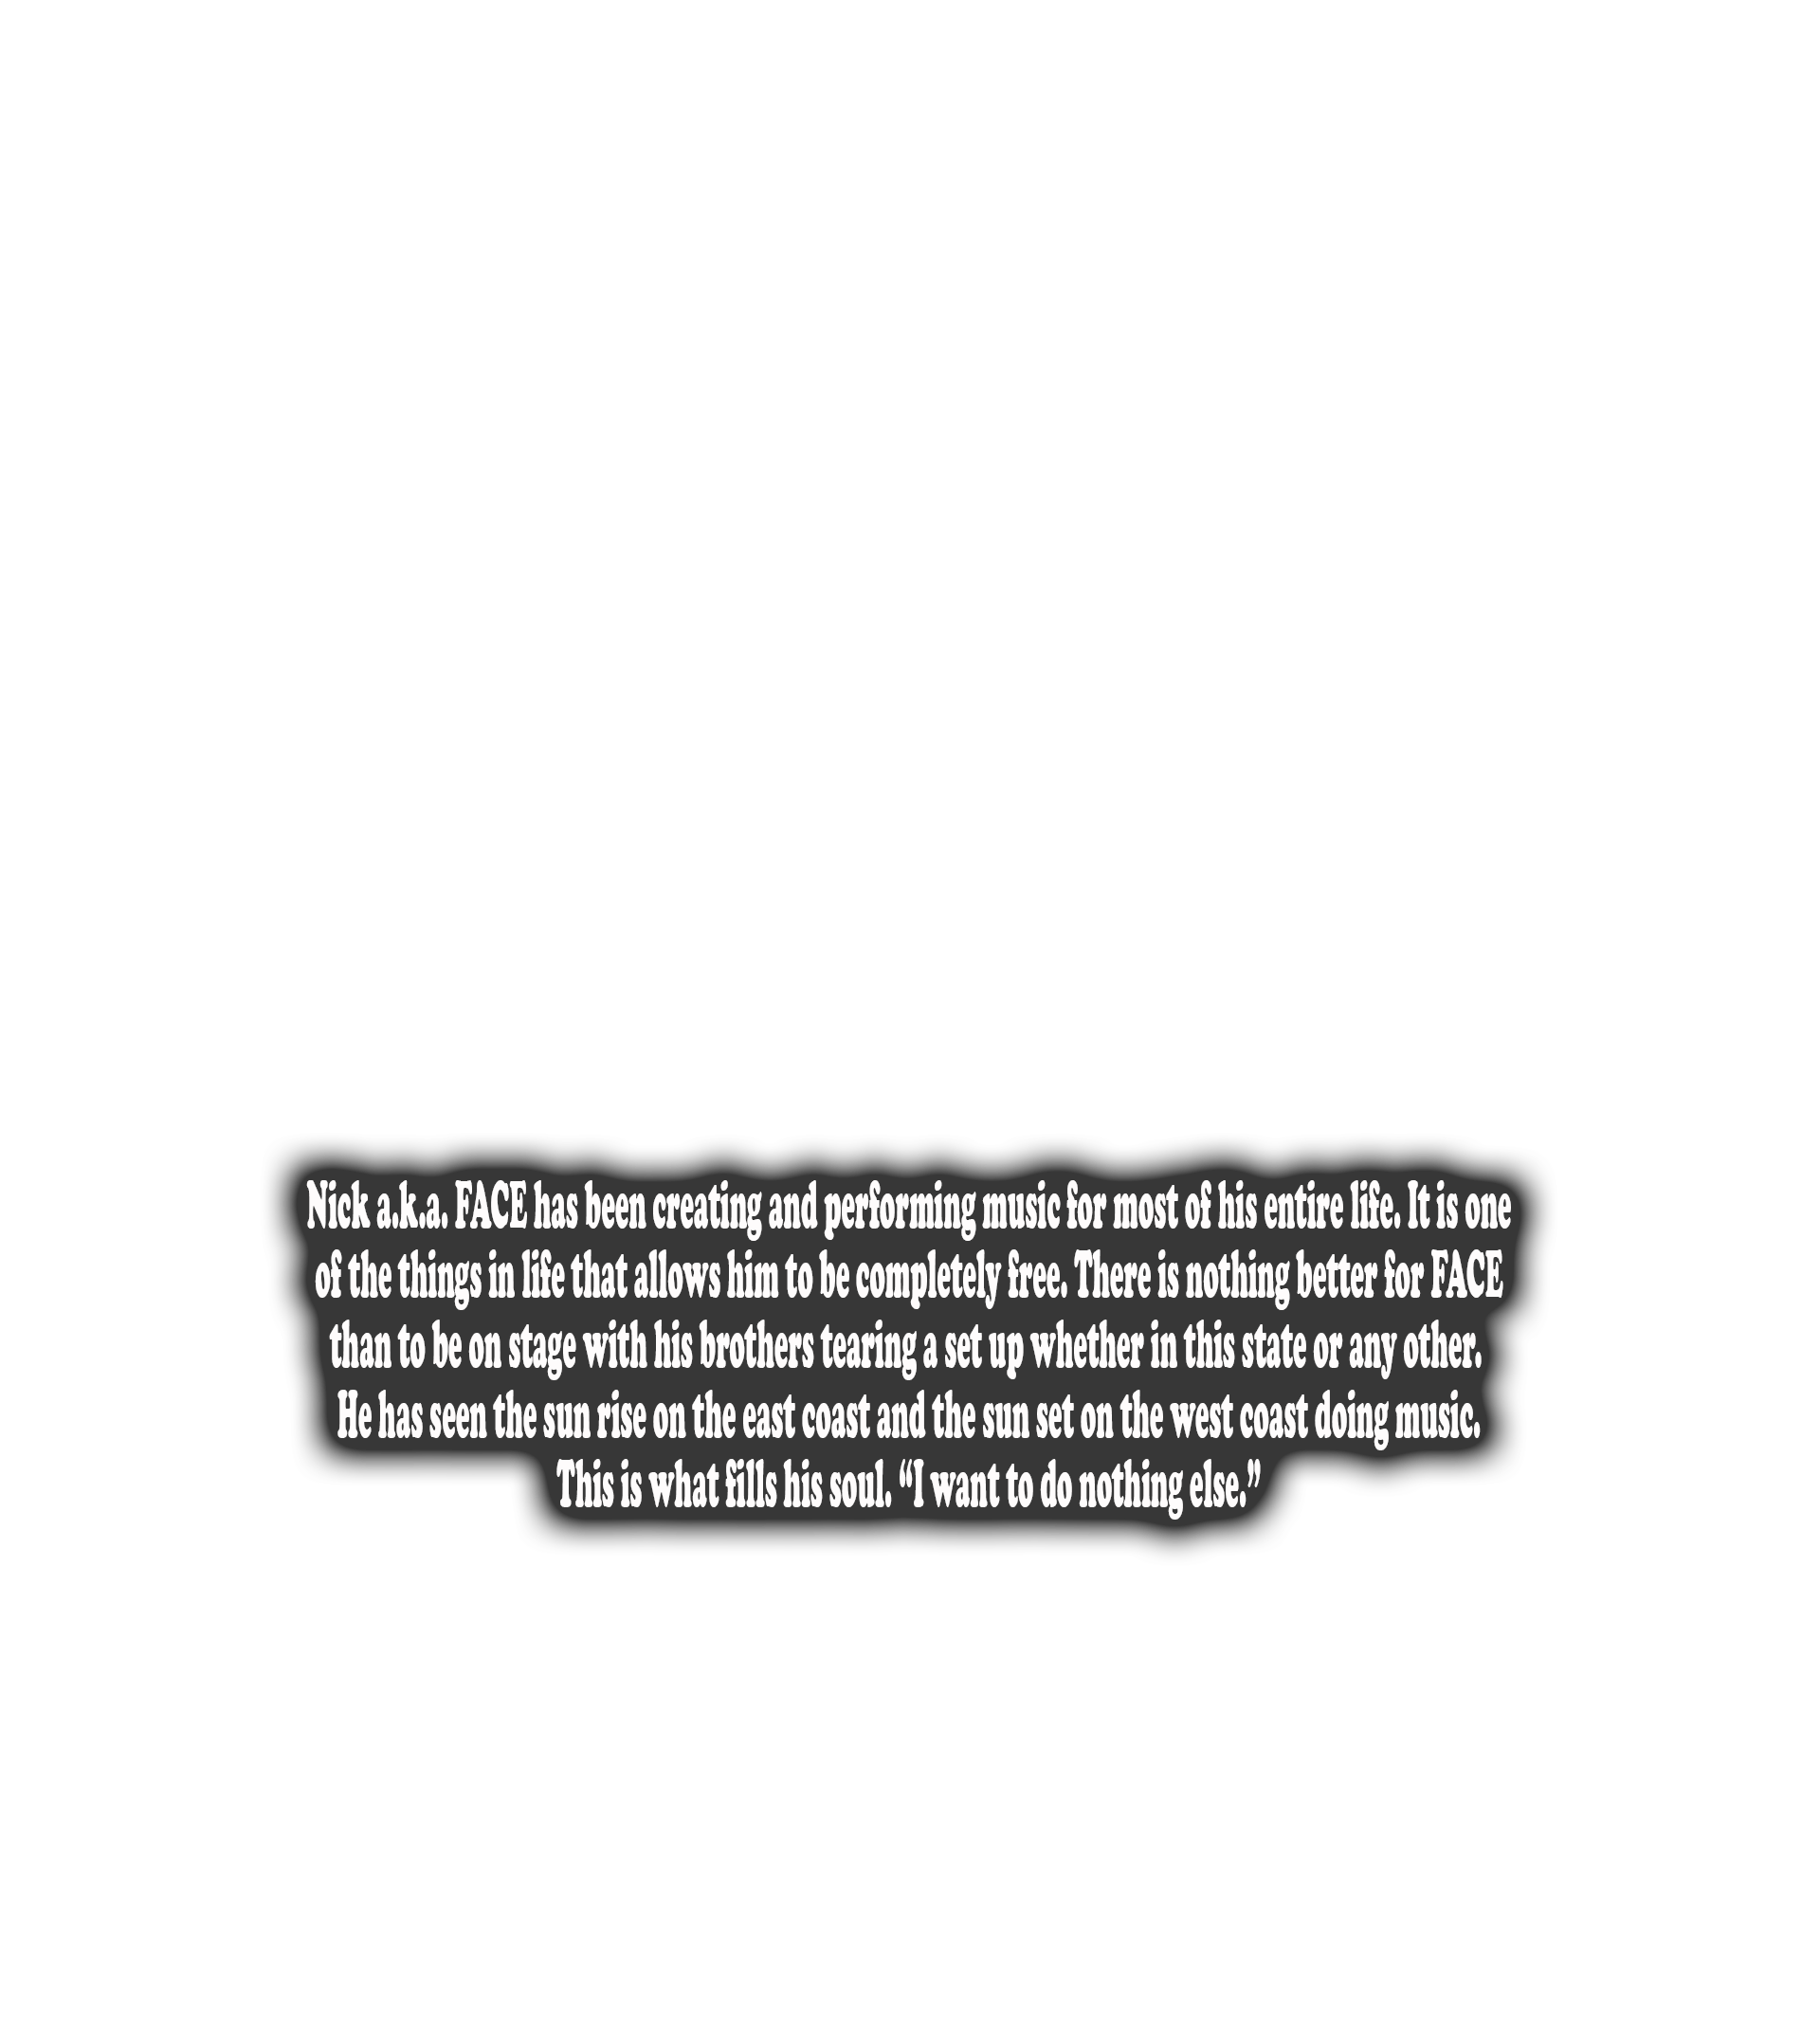 Nick a.k.a. FACE has been creating and performing music for most of his entire life. It is one
of the things in life that allows him to be completely free. There is nothing better for FACE
than to be on stage with his brothers tearing a set up whether in this state or any other.
He has seen the sun rise on the east coast and the sun set on the west coast doing music.
This is what fills his soul. “I want to do nothing else.”